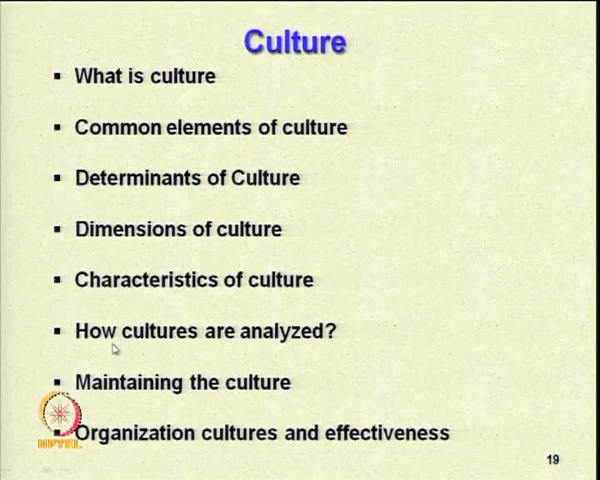 Culture
▪ What is culture
▪ Common elements of culture
▪ Determinants of Culture
▪ Dimensions of culture
▪ Characteristics of culture
▪ How cultures are analyzed?
▪ Maintaining the culture
▪ Organization cultures and effectiveness
NPTEL
19